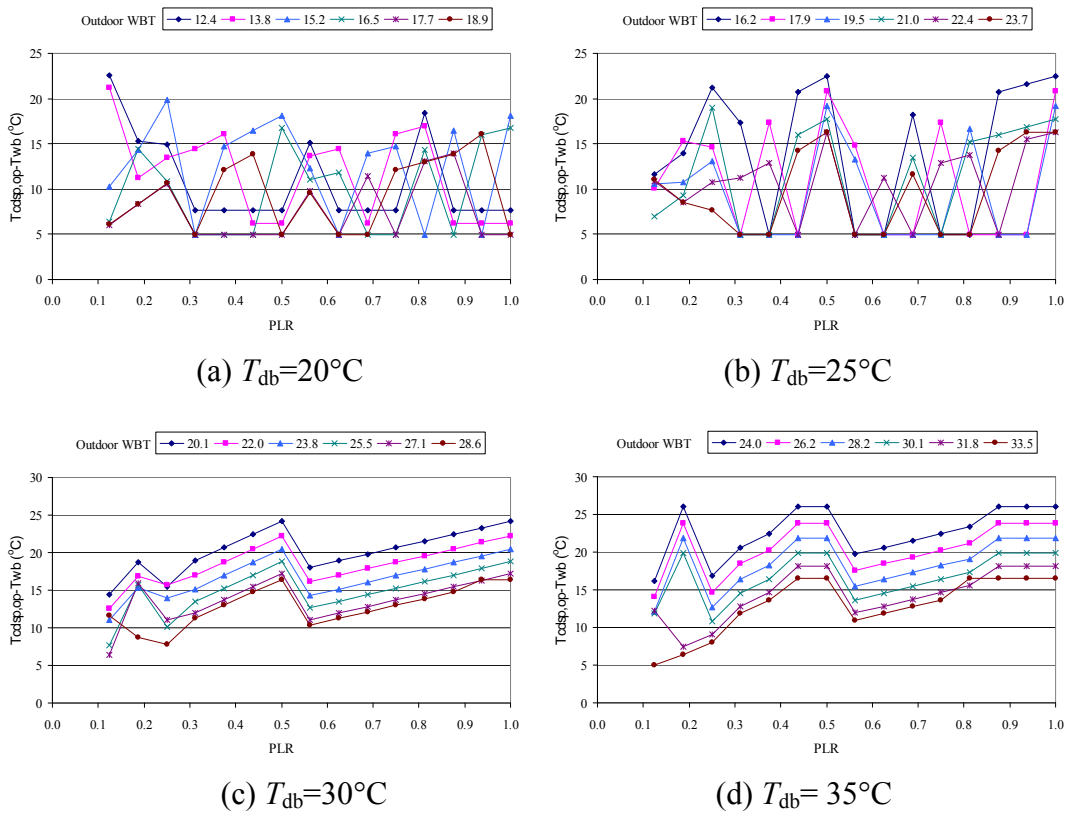 Outdoor WBT 12.4 13.8 15.2 16.5 17.7 18.9
Tcdsp,op-Twb (°C)
25
20
15
10
5
0
0.0 0.1 0.2 0.3 0.4 0.5 0.6 0.7 0.8 0.9 1.0
PLR
(a) Tdb=20°C
Outdoor WBT 16.2 17.9 19.5 21.0 22.4 23.7
Tcdsp,op-Twb (°C)
25
20
15
10
5
0
0.0 0.1 0.2 0.3 0.4 0.5 0.6 0.7 0.8 0.9 1.0
PLR
(b) Tdb=25°C
Outdoor WBT 20.1 22.0 23.8 25.5 27.1 28.6
Tcdsp,op-Twb (°C)
30
25
20
15
10
5
0
0.0 0.1 0.2 0.3 0.4 0.5 0.6 0.7 0.8 0.9 1.0
PLR
(c) Tdb=30°C
Outdoor WBT 24.0 26.2 28.2 30.1 31.8 33.5
Tcdsp,op-Twb (°C)
30
25
20
15
10
5
0
0.0 0.1 0.2 0.3 0.4 0.5 0.6 0.7 0.8 0.9 1.0
PLR
(d) Tdb= 35°C